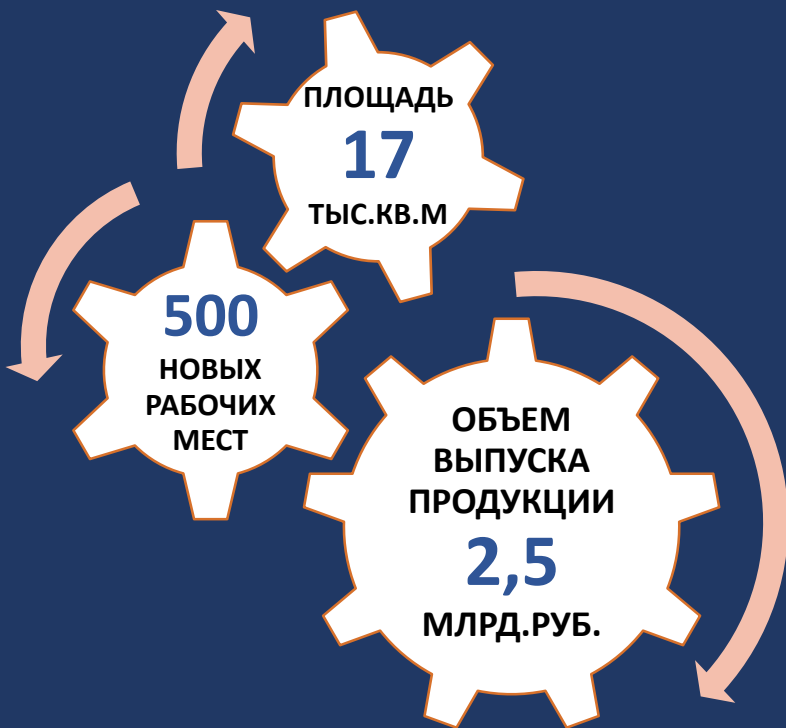 ПЛОЩАДЬ
17
ТЫС.КВ.М
500
НОВЫХ
РАБОЧИХ
МЕСТ
ОБЪЕМ
ВЫПУСКА
ПРОДУКЦИИ
2,5
МЛРД.РУБ.